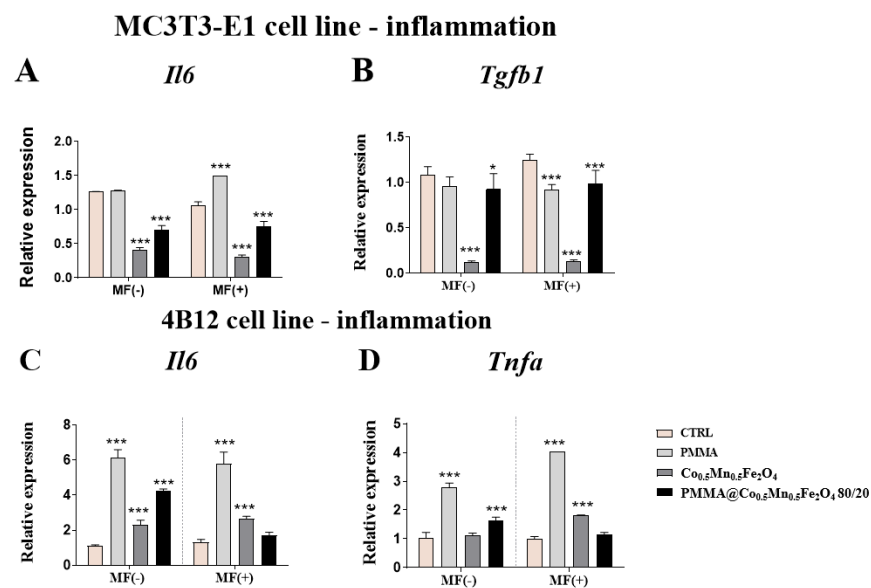 MC3T3-E1 cell line - inflammation
A
Il6
B
Tgfb1
Relative expression
2.0
1.5
1.0
0.5
0.0
***
***
***
***
***
***
MF(-)
MF(+)
Relative expression
1.5
1.0
0.5
0.0
*
***
***
***
***
MF(-)
MF(+)
4B12 cell line - inflammation
C
Il6
D
Tnfa
Relative expression
8
6
4
2
0
***
***
***
***
***
MF(-)
MF(+)
Relative expression
5
4
3
2
1
0
***
***
***
***
MF(-)
MF(+)
CTRL
PMMA
Co₀.₅Mn₀.₅Fe₂O₄
PMMA@Co₀.₅Mn₀.₅Fe₂O₄ 80/20